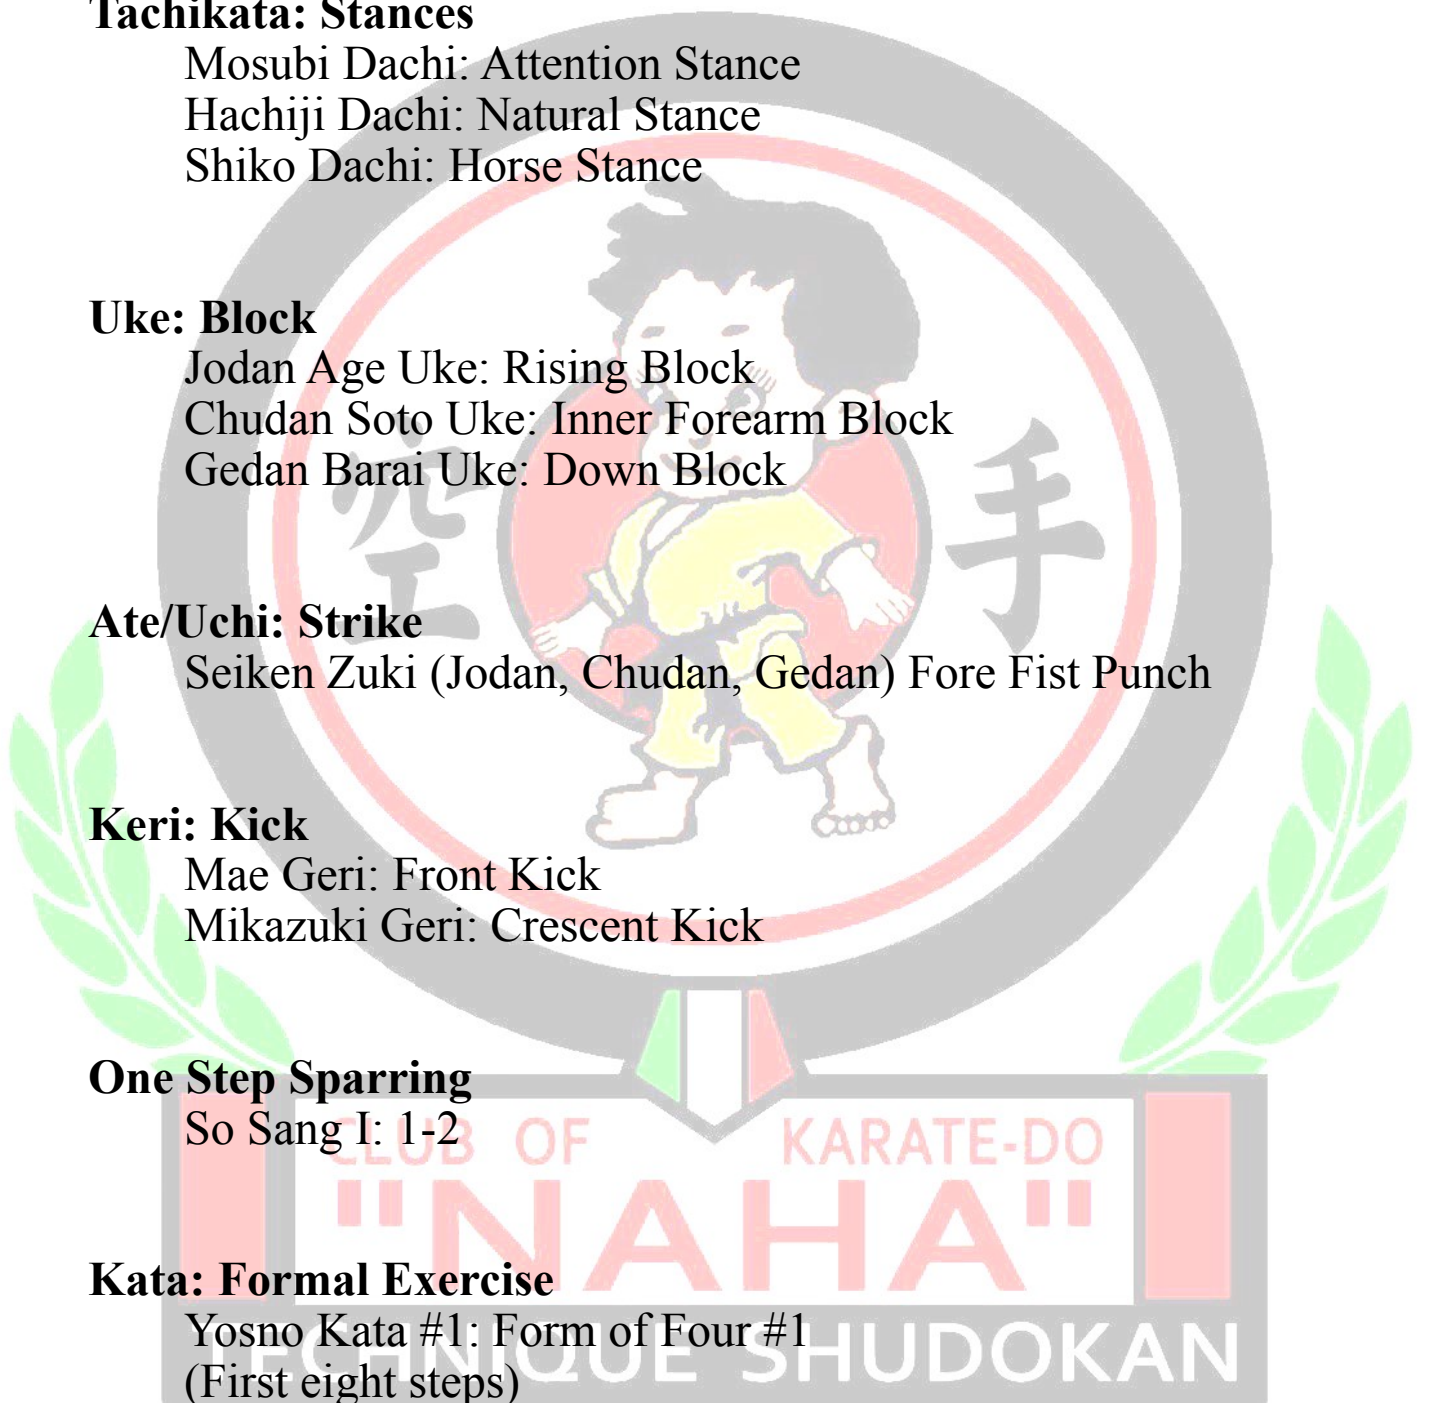 Tachikata: Stances
Mosubi Dachi: Attention Stance
Hachiji Dachi: Natural Stance
Shiko Dachi: Horse Stance
Uke: Block
Jodan Age Uke: Rising Block
Chudan Soto Uke: Inner Forearm Block
Gedan Barai Uke: Down Block
空 手
Ate/Uchi: Strike
Seiken Zuki (Jodan, Chudan, Gedan) Fore Fist Punch
Keri: Kick
Mae Geri: Front Kick
Mikazuki Geri: Crescent Kick
One Step Sparring
So Sang I: 1-2
CLUB OF KARATE-DO
"NAHA"
Kata: Formal Exercise
Yosno Kata #1: Form of Four #1
(First eight steps)
TECHNIQUE SHUDOKAN